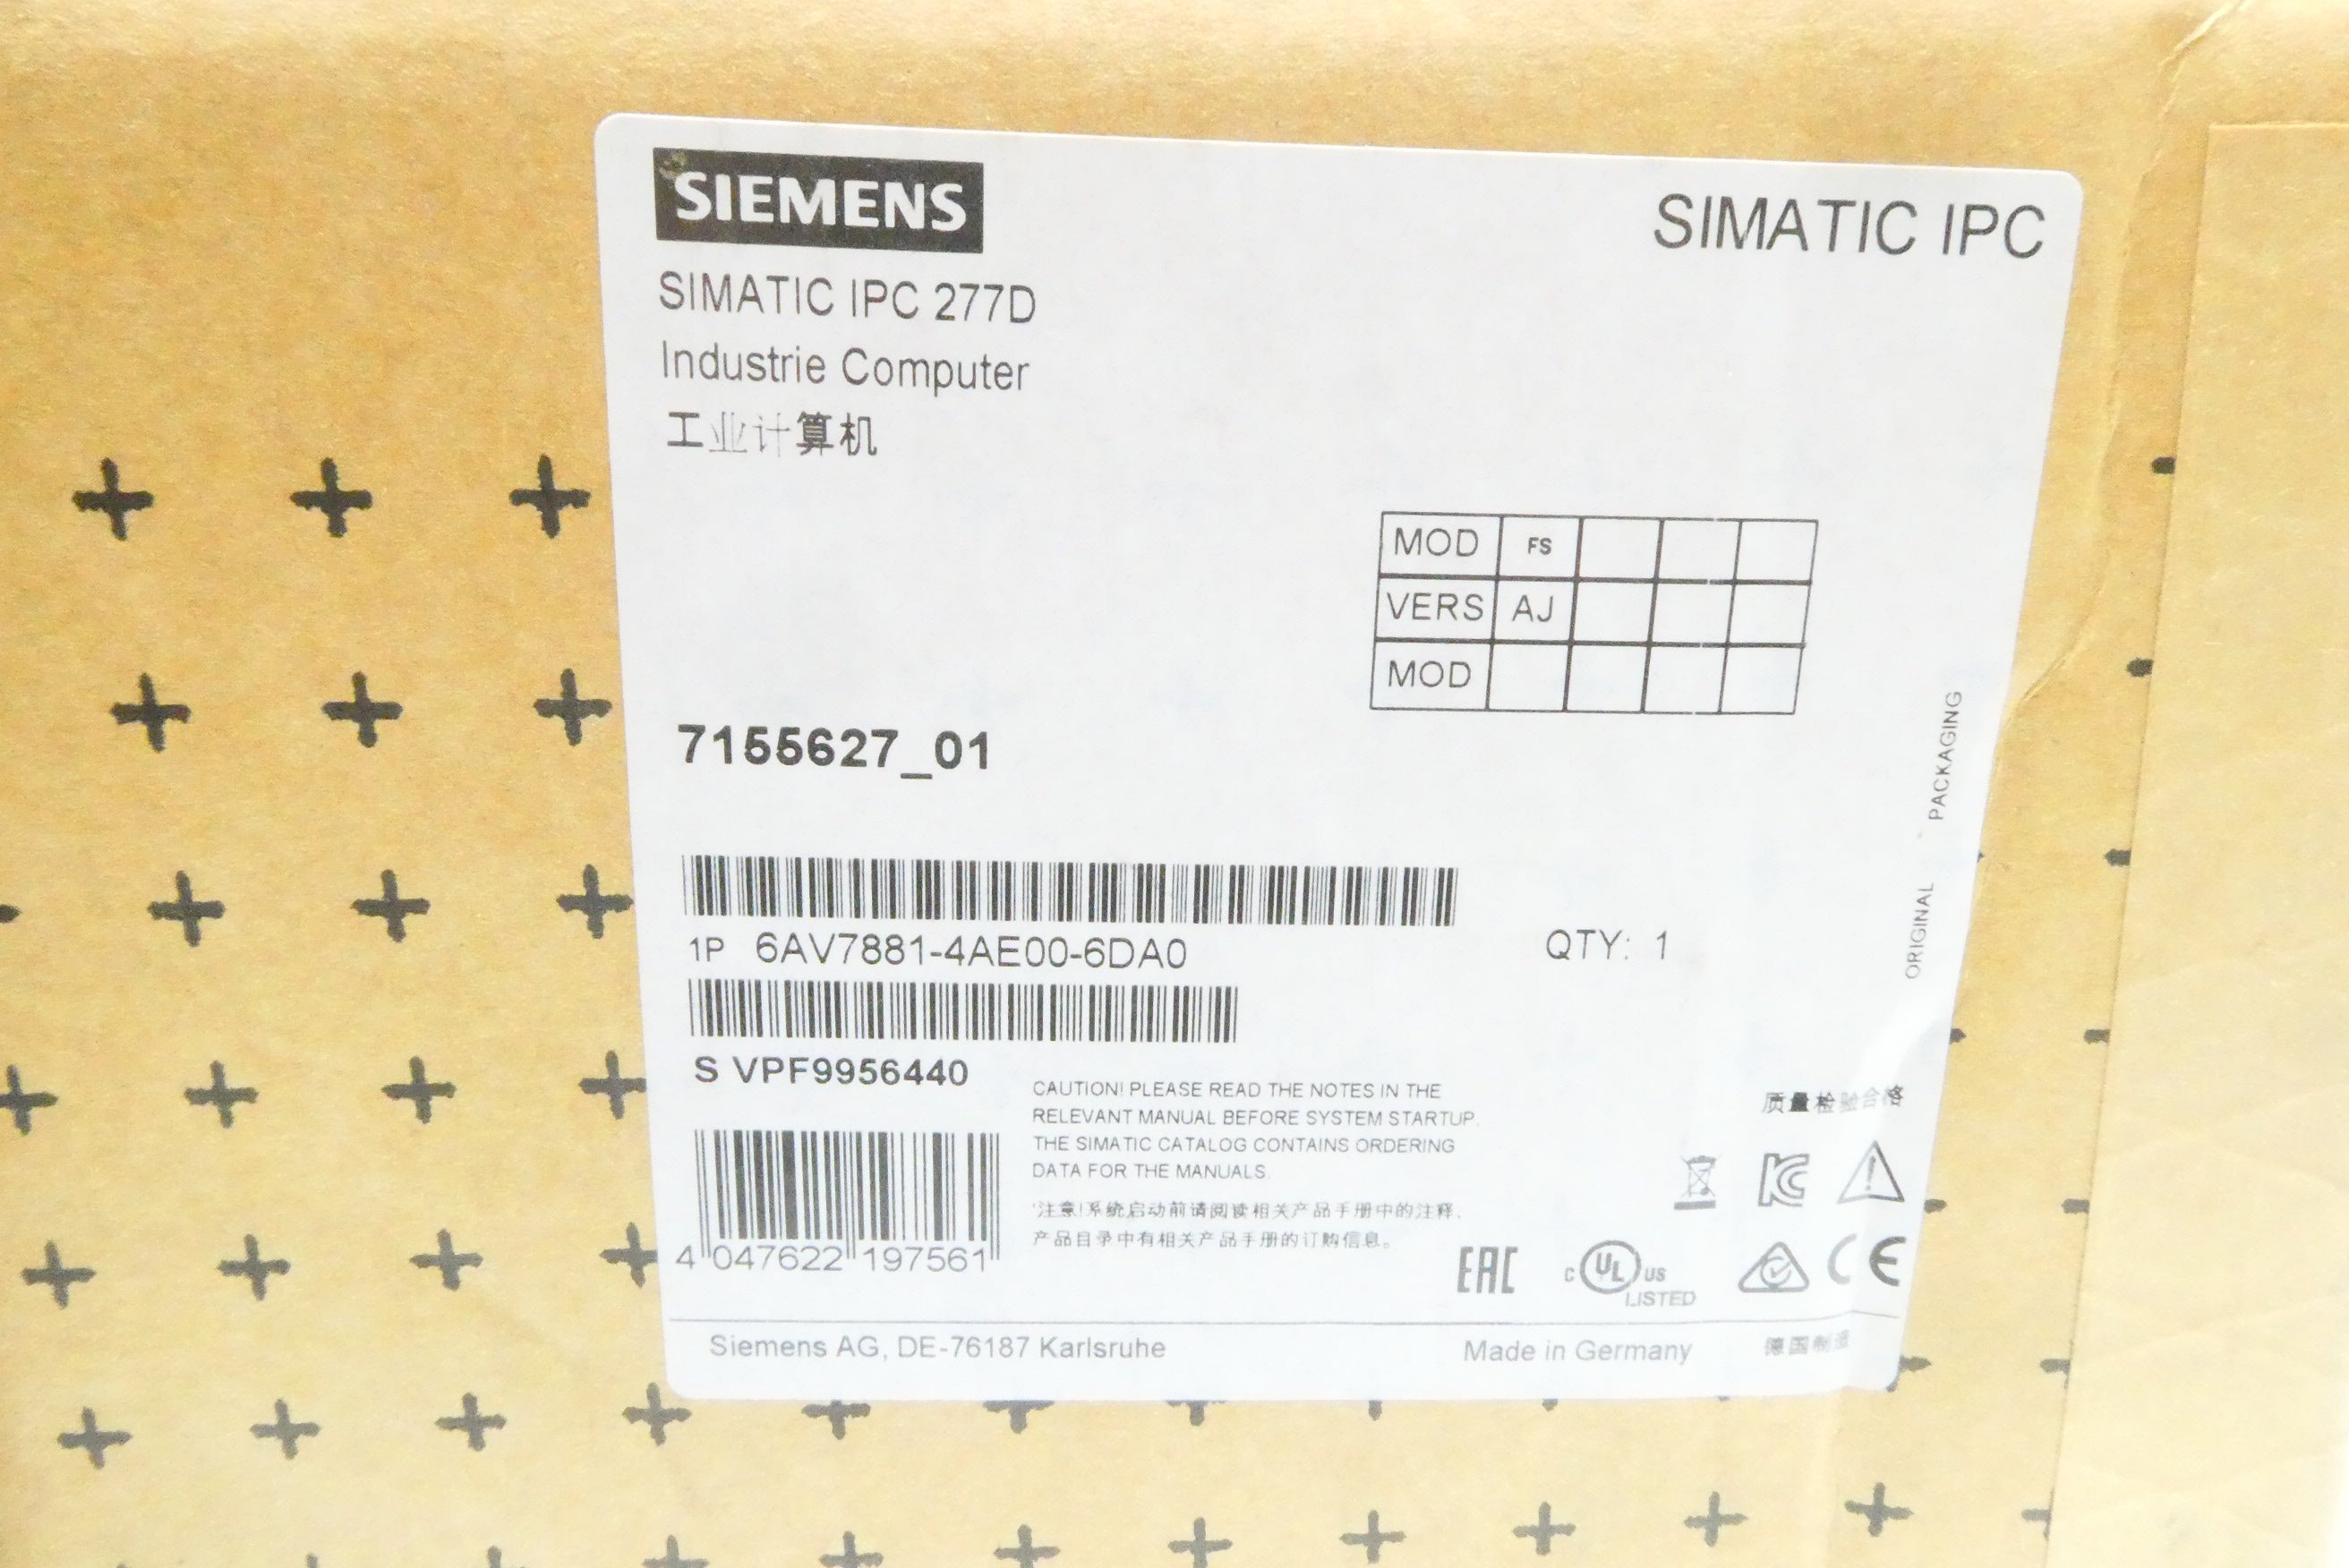 SIEMENS
SIMATIC IPC
SIMATIC IPC 277D
Industrie Computer
工业计算机
MOD FS
VERS AJ
MOD
7155627_01
ORIGINAL PACKAGING
1P 6AV7881-4AE00-6DA0
QTY: 1
S VPF9956440
CAUTION! PLEASE READ THE NOTES IN THE
RELEVANT MANUAL BEFORE SYSTEM STARTUP.
THE SIMATIC CATALOG CONTAINS ORDERING
DATA FOR THE MANUALS.
'注意!系统启动前请阅读相关产品手册中的注释.
产品目录中有相关产品手册的订购信息。
质量检验合格
4 047622 197561
EAC
C UL US
LISTED
CE
Siemens AG, DE-76187 Karlsruhe
Made in Germany
德国制造